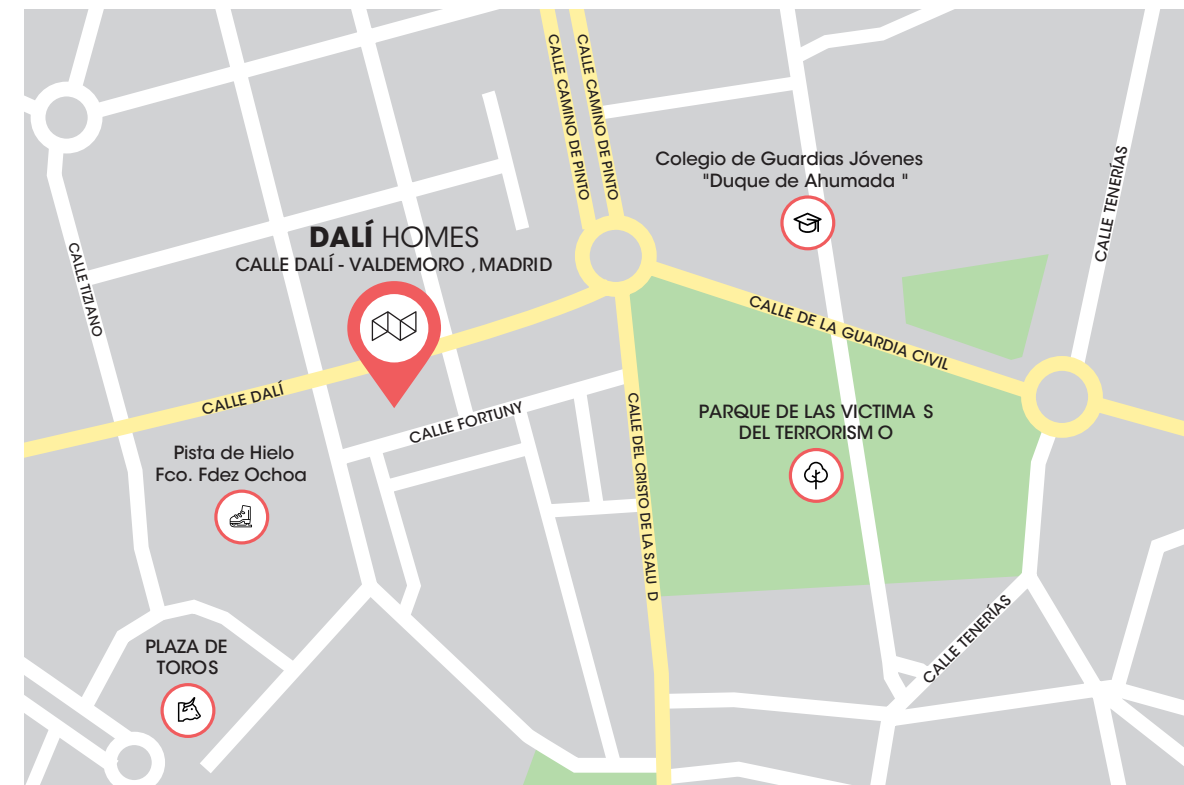 CALLE CAMINO DE PINTO
CALLE CAMINO DE PINTO
Colegio de Guardias Jóvenes
"Duque de Ahumada "
CALLE TENERÍAS
DALÍ HOMES
CALLE DALÍ - VALDEMORO , MADRID
CALLE TIZIANO
CALLE DE LA GUARDIA CIVIL
CALLE DALÍ
CALLE FORTUNY
CALLE DEL CRISTO DE LA SALU D
PARQUE DE LAS VICTIMA S
DEL TERRORISM O
Pista de Hielo
Fco. Fdez Ochoa
CALLE TENERÍAS
PLAZA DE
TOROS